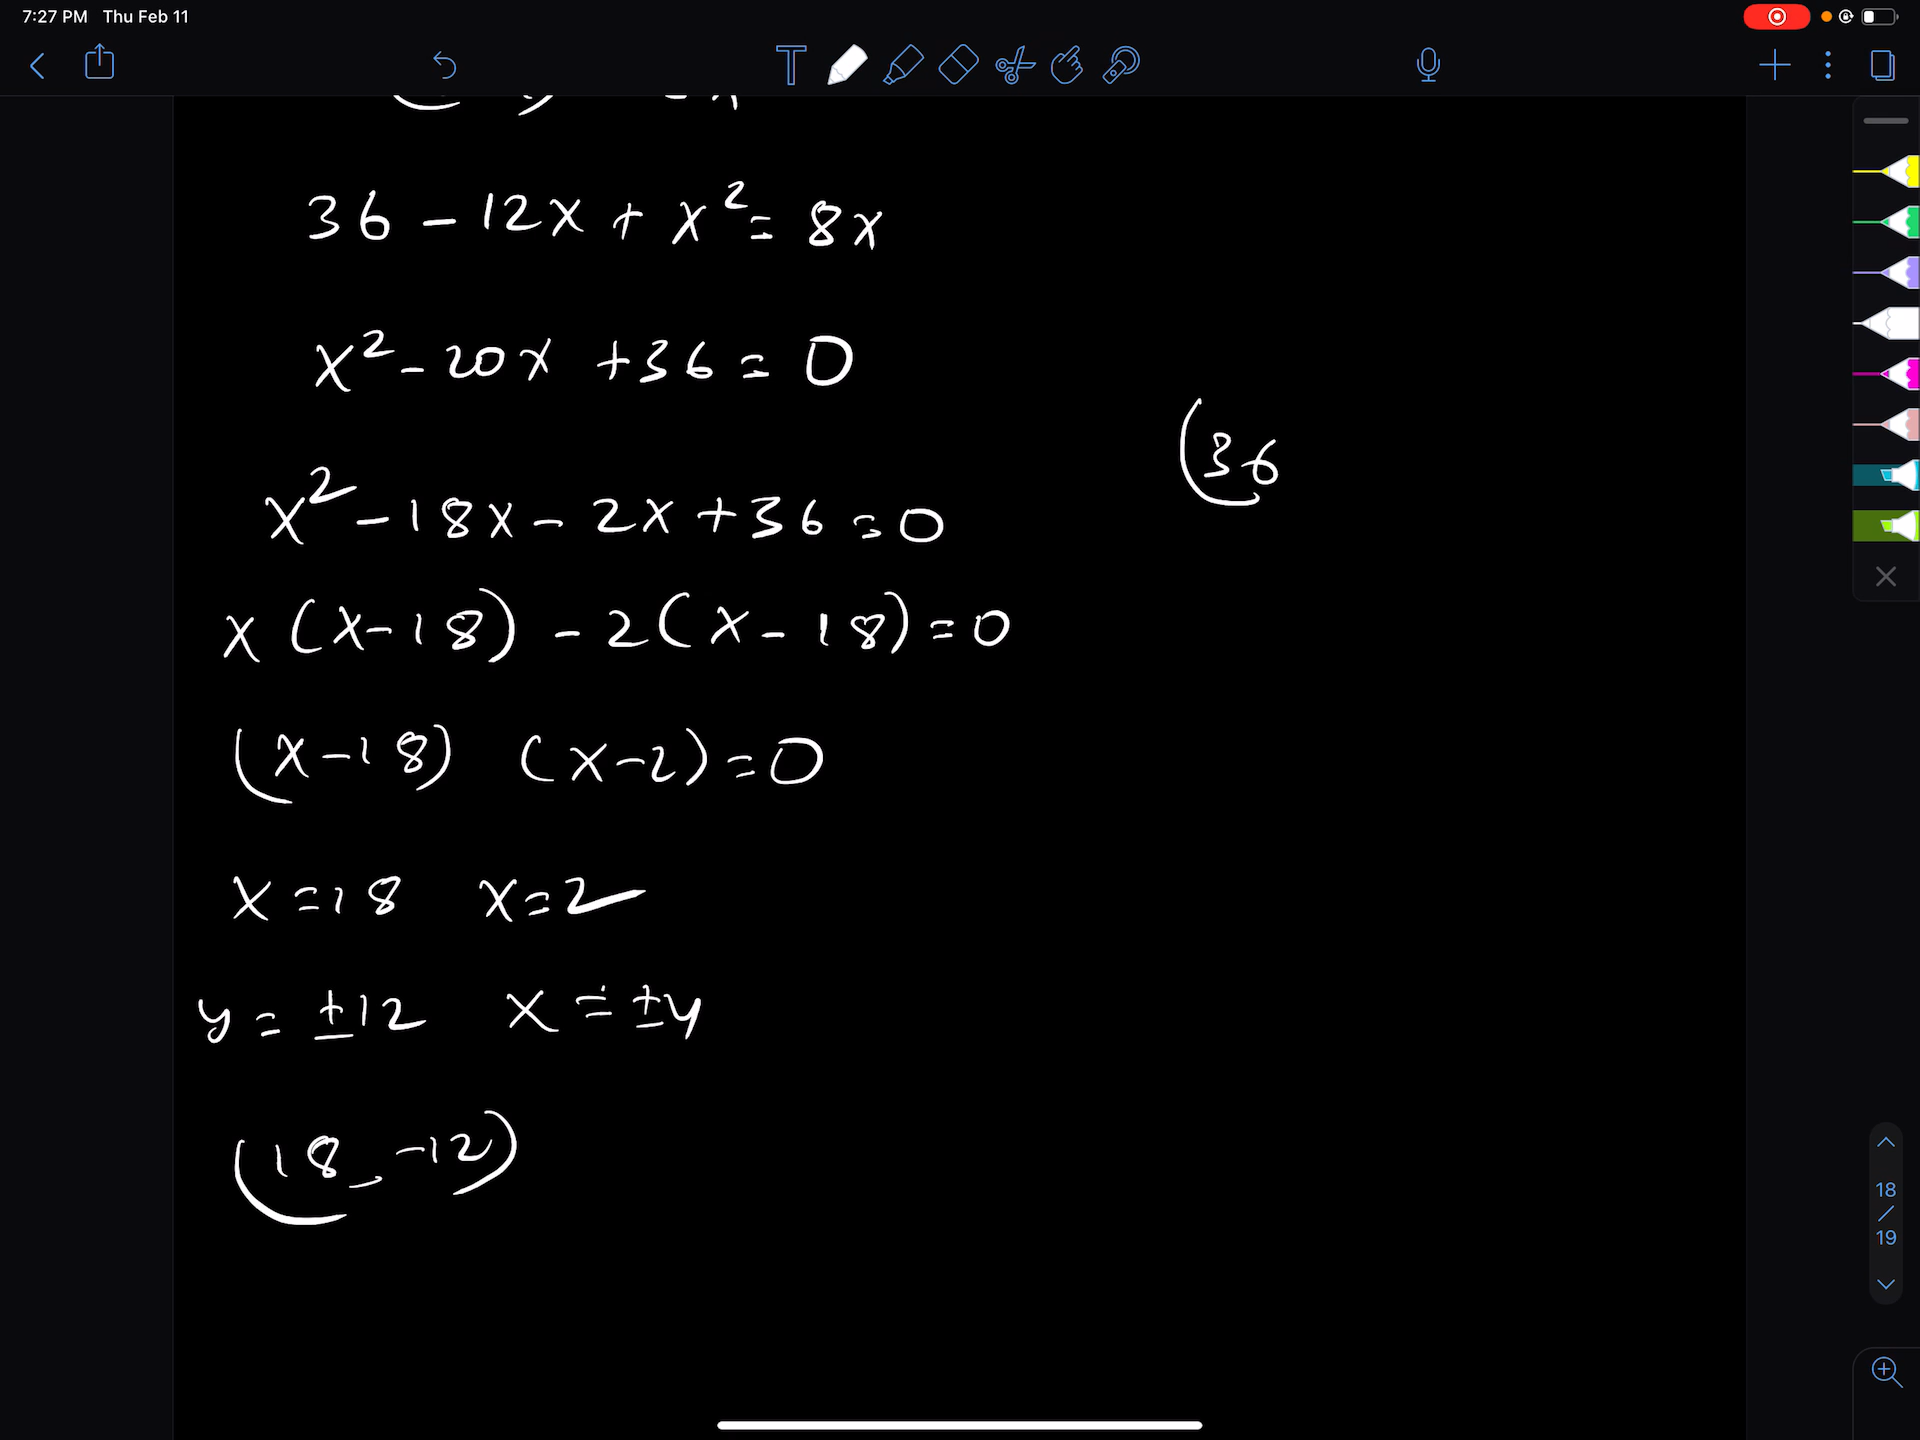 7:27 PM Thu Feb 11
36 - 12x + x² = 8x
x² - 20x + 36 = 0
(36
x² - 18x - 2x + 36 = 0
x (x - 18) - 2 (x - 18) = 0
(x - 18) (x - 2) = 0
x = 18 x = 2
y = ±12 x = ±y
(18, -12)
18
/
19